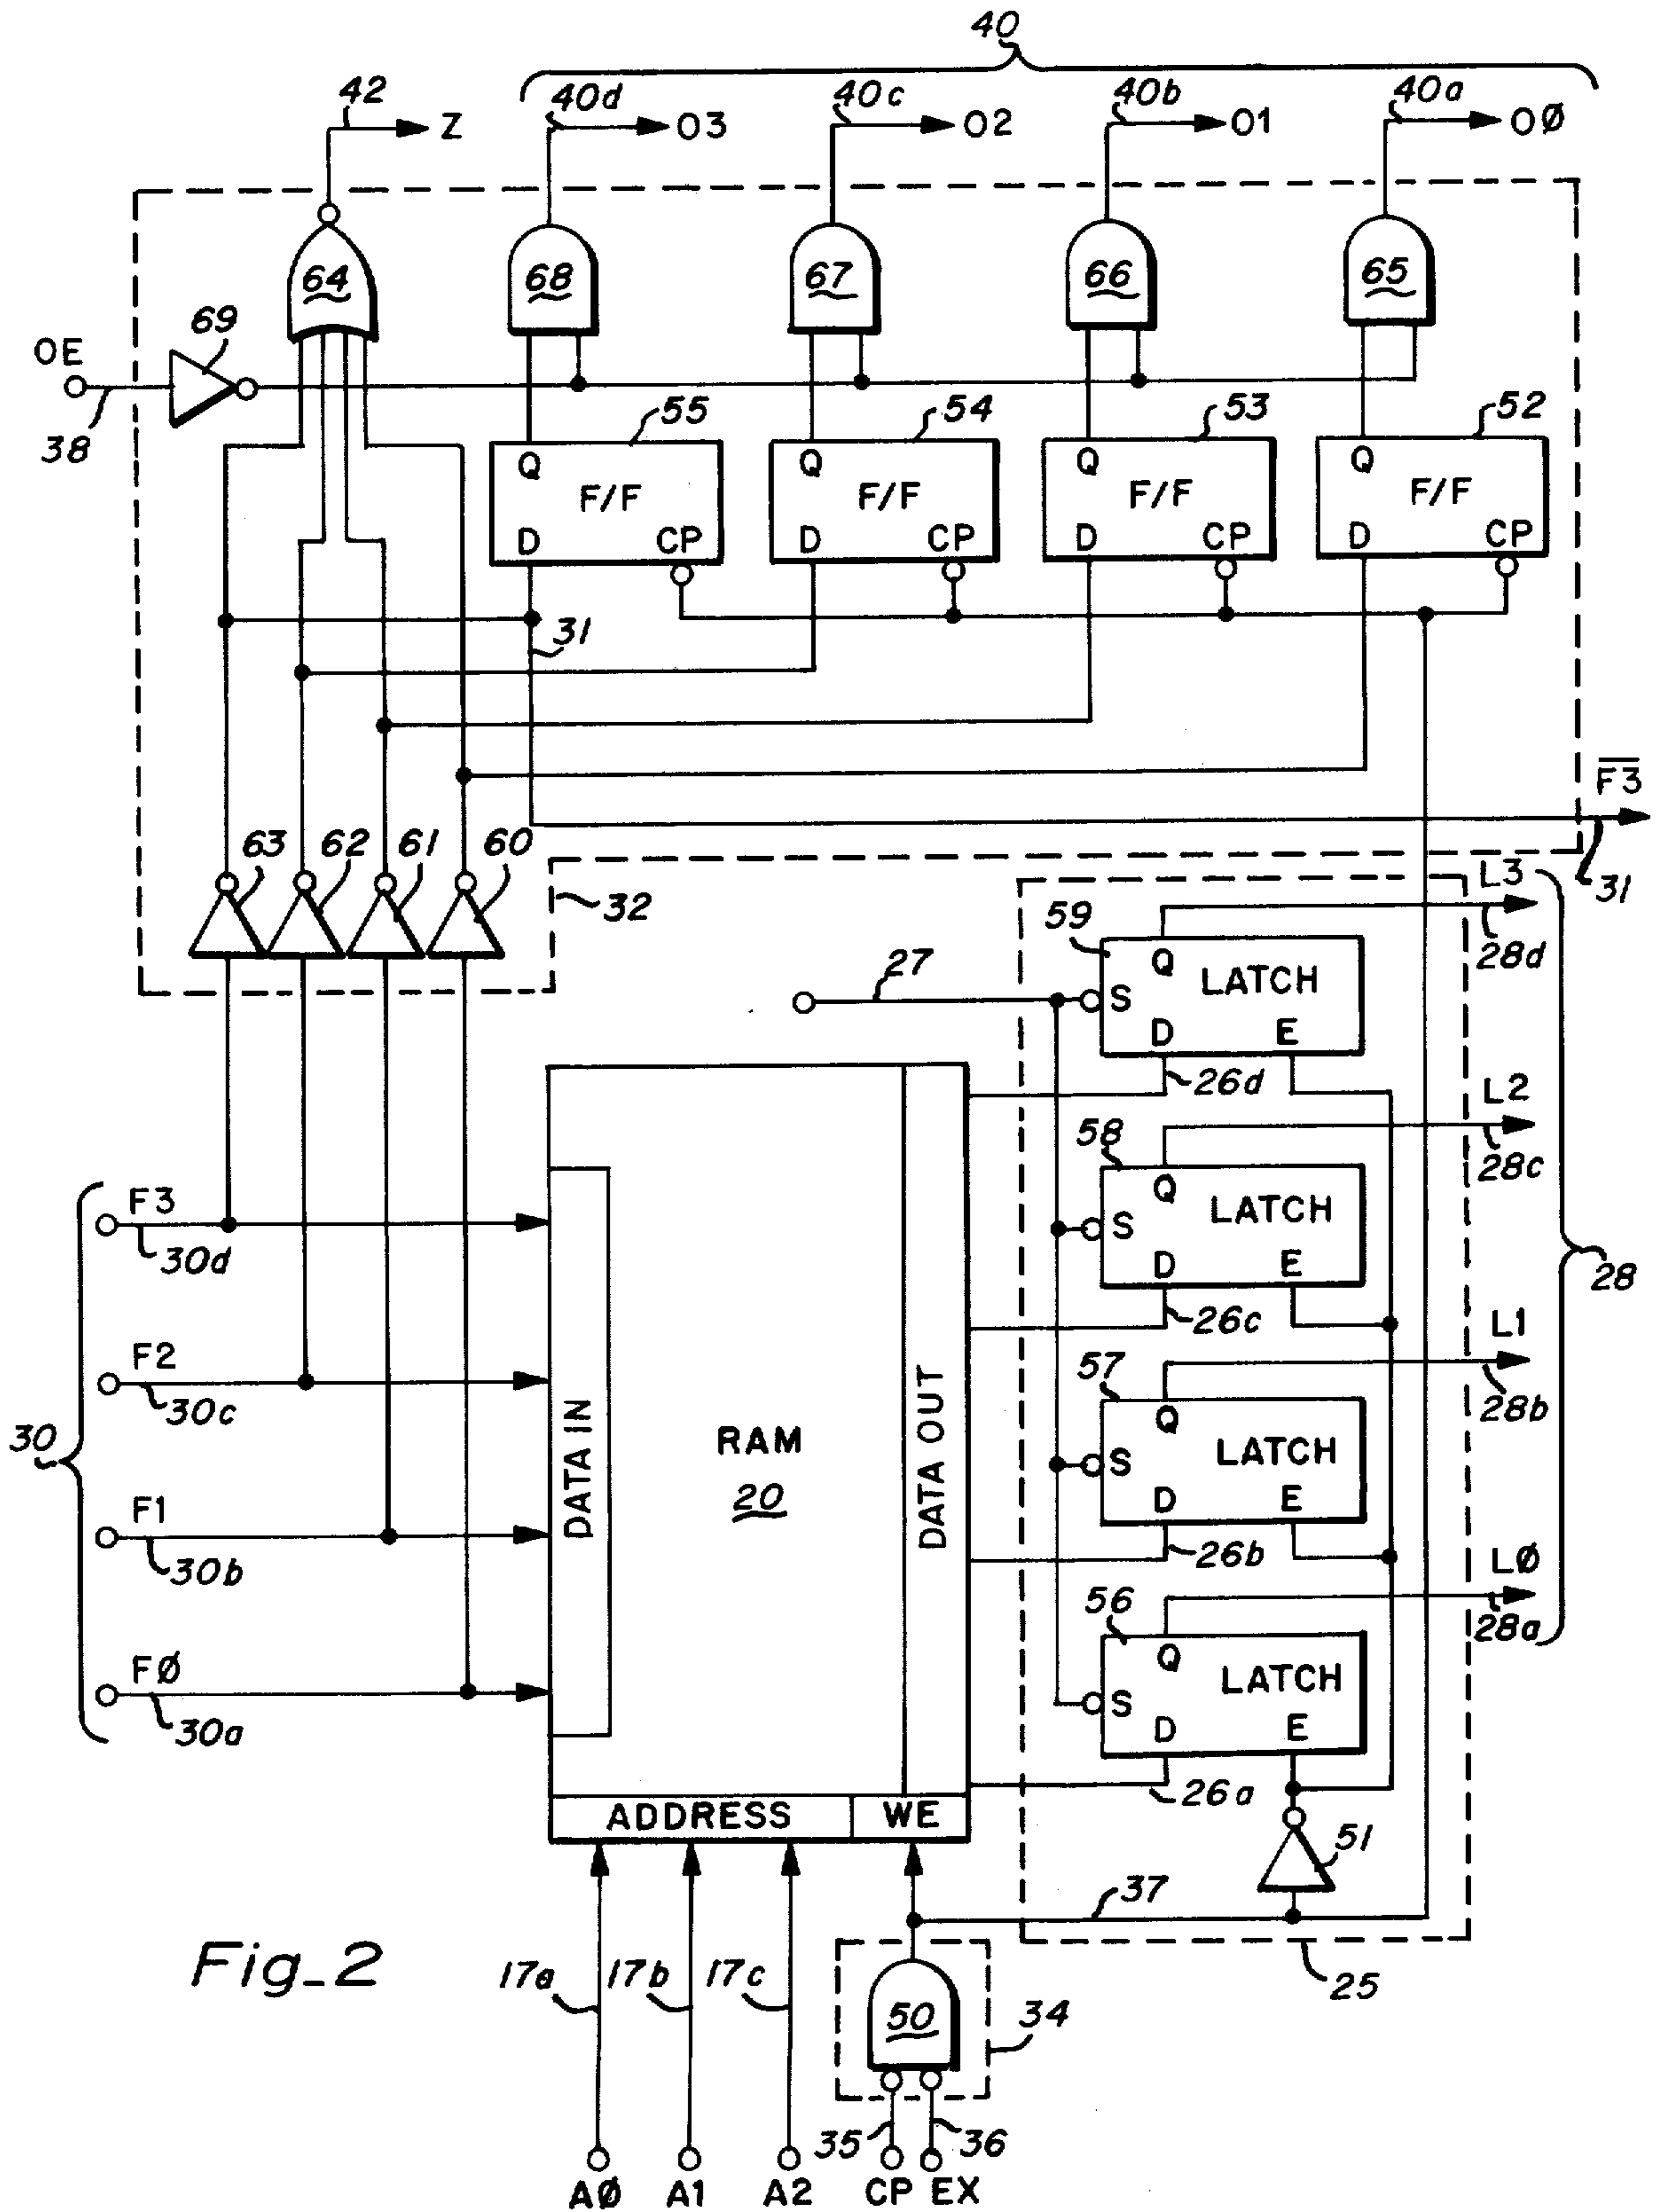 40
42 Z 40d O3 40c O2 40b O1 40a OØ
64 68 67 66 65
69
OE
38
55 54 53 52
Q Q Q Q
F/F F/F F/F F/F
D CP D CP D CP D CP
31
F3
63 62 61 60
32
31
L3
59
27
28d
Q LATCH
S
D E
26d
L2
58
28c
Q LATCH
S
D E
26c
F3
30d
28
L1
57
28b
Q LATCH
S
D E
26b
F2
30c
30
DATA IN
RAM
20
DATA OUT
F1
30b
LØ
56
28a
Q LATCH
S
D E
26a
FØ
30a
ADDRESS WE
51
37
25
Fig_2
17a 17b 17c
50
34
35 36
AØ A1 A2 CP EX